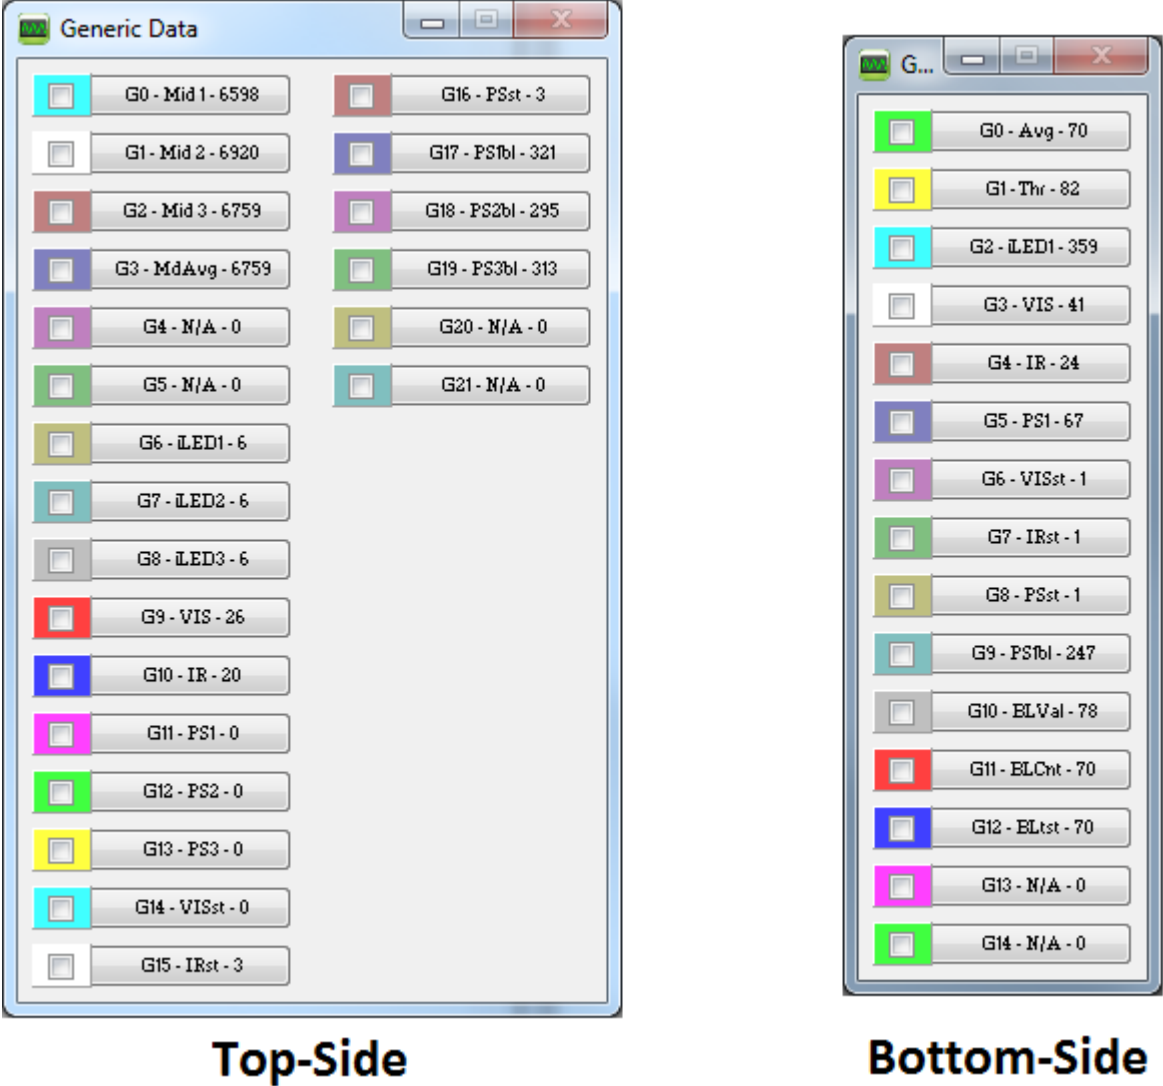 Generic Data
G0 - Mid 1 - 6598
G1 - Mid 2 - 6920
G2 - Mid 3 - 6759
G3 - MdAvg - 6759
G4 - N/A - 0
G5 - N/A - 0
G6 - iLED1 - 6
G7 - iLED2 - 6
G8 - iLED3 - 6
G9 - VIS - 26
G10 - IR - 20
G11 - PS1 - 0
G12 - PS2 - 0
G13 - PS3 - 0
G14 - VISst - 0
G15 - IRst - 3
G16 - PSst - 3
G17 - PS1bl - 321
G18 - PS2bl - 295
G19 - PS3bl - 313
G20 - N/A - 0
G21 - N/A - 0
Top-Side
G...
G0 - Avg - 70
G1 - Thr - 82
G2 - iLED1 - 359
G3 - VIS - 41
G4 - IR - 24
G5 - PS1 - 67
G6 - VISst - 1
G7 - IRst - 1
G8 - PSst - 1
G9 - PS1bl - 247
G10 - BLVal - 78
G11 - BLCnt - 70
G12 - BLtst - 70
G13 - N/A - 0
G14 - N/A - 0
Bottom-Side